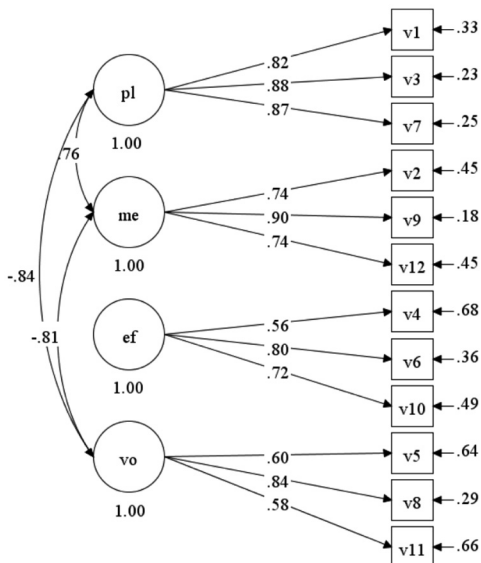 v1
.33
.82
v3
.23
.88
pl
.87
v7
.25
1.00
.76
v2
.45
.74
v9
.18
me
.90
.74
v12
.45
1.00
-.84
v4
.68
.56
-.81
ef
.80
v6
.36
.72
1.00
v10
.49
.60
v5
.64
vo
.84
v8
.29
.58
1.00
v11
.66